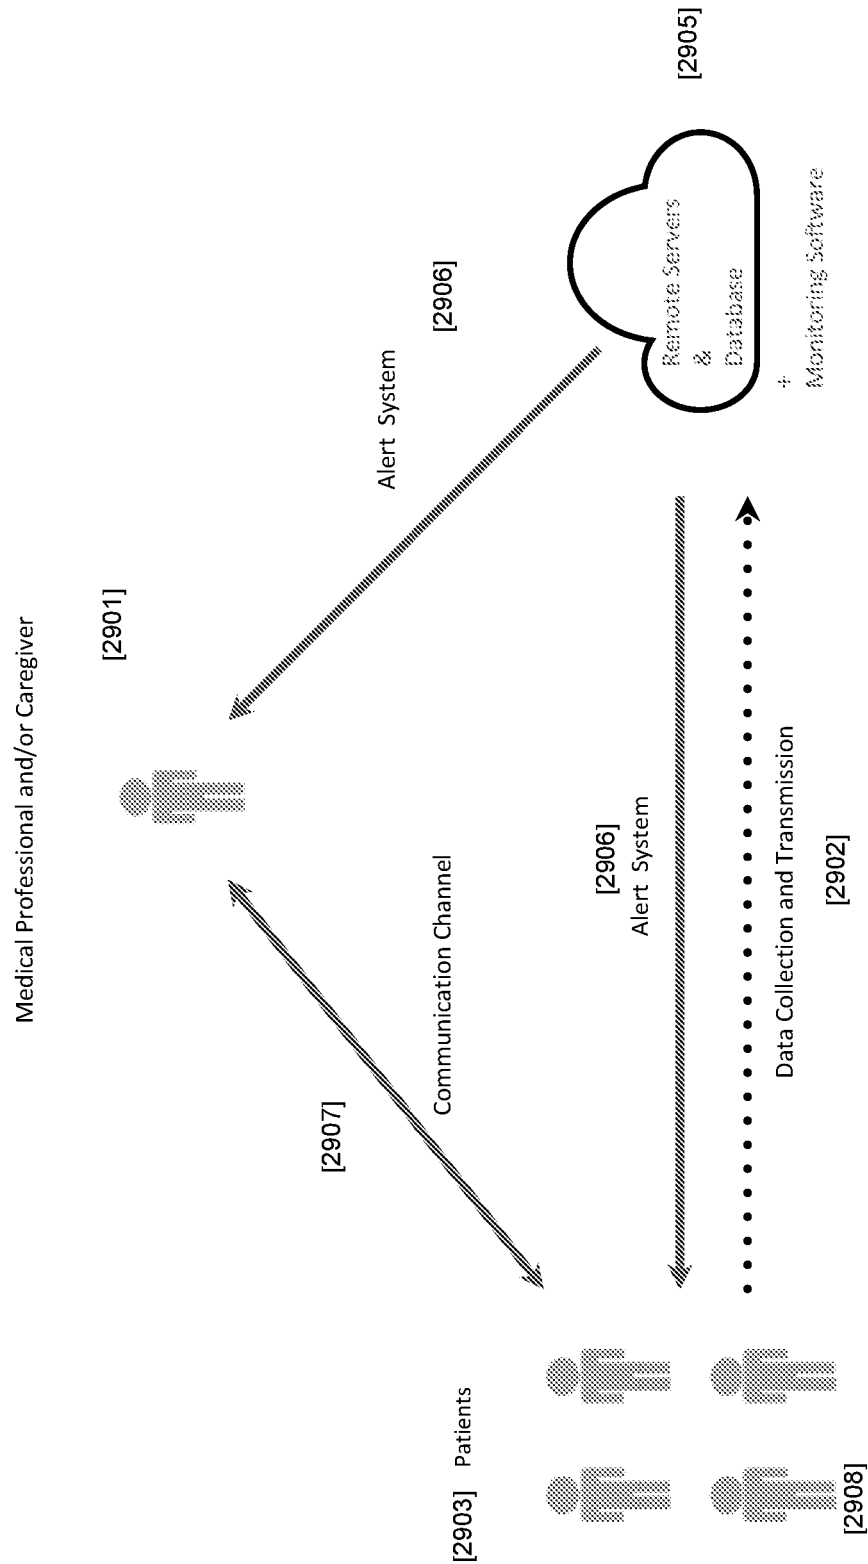 Medical Professional and/or Caregiver
[2901]
[2906]
Alert System
[2905]
Remote Servers
&
Database
+
Monitoring Software
[2907]
Communication Channel
[2903] Patients
[2906]
Alert System
Data Collection and Transmission
[2902]
[2908]